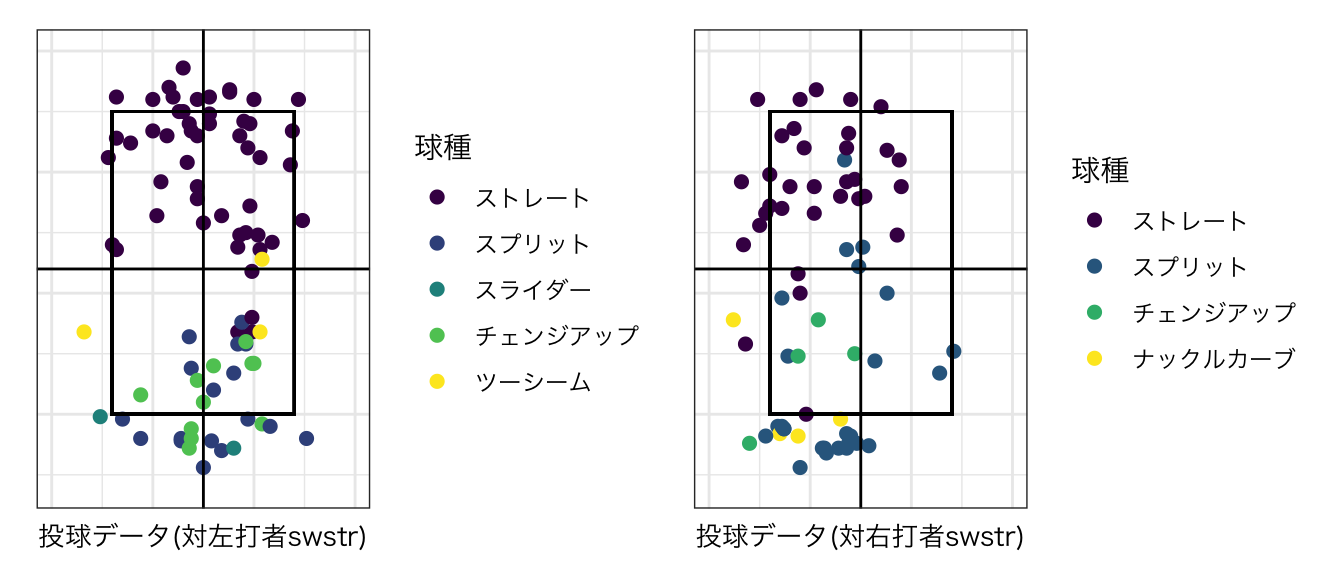 球種
ストレート
スプリット
スライダー
チェンジアップ
ツーシーム
投球データ(対左打者swstr)
球種
ストレート
スプリット
チェンジアップ
ナックルカーブ
投球データ(対右打者swstr)